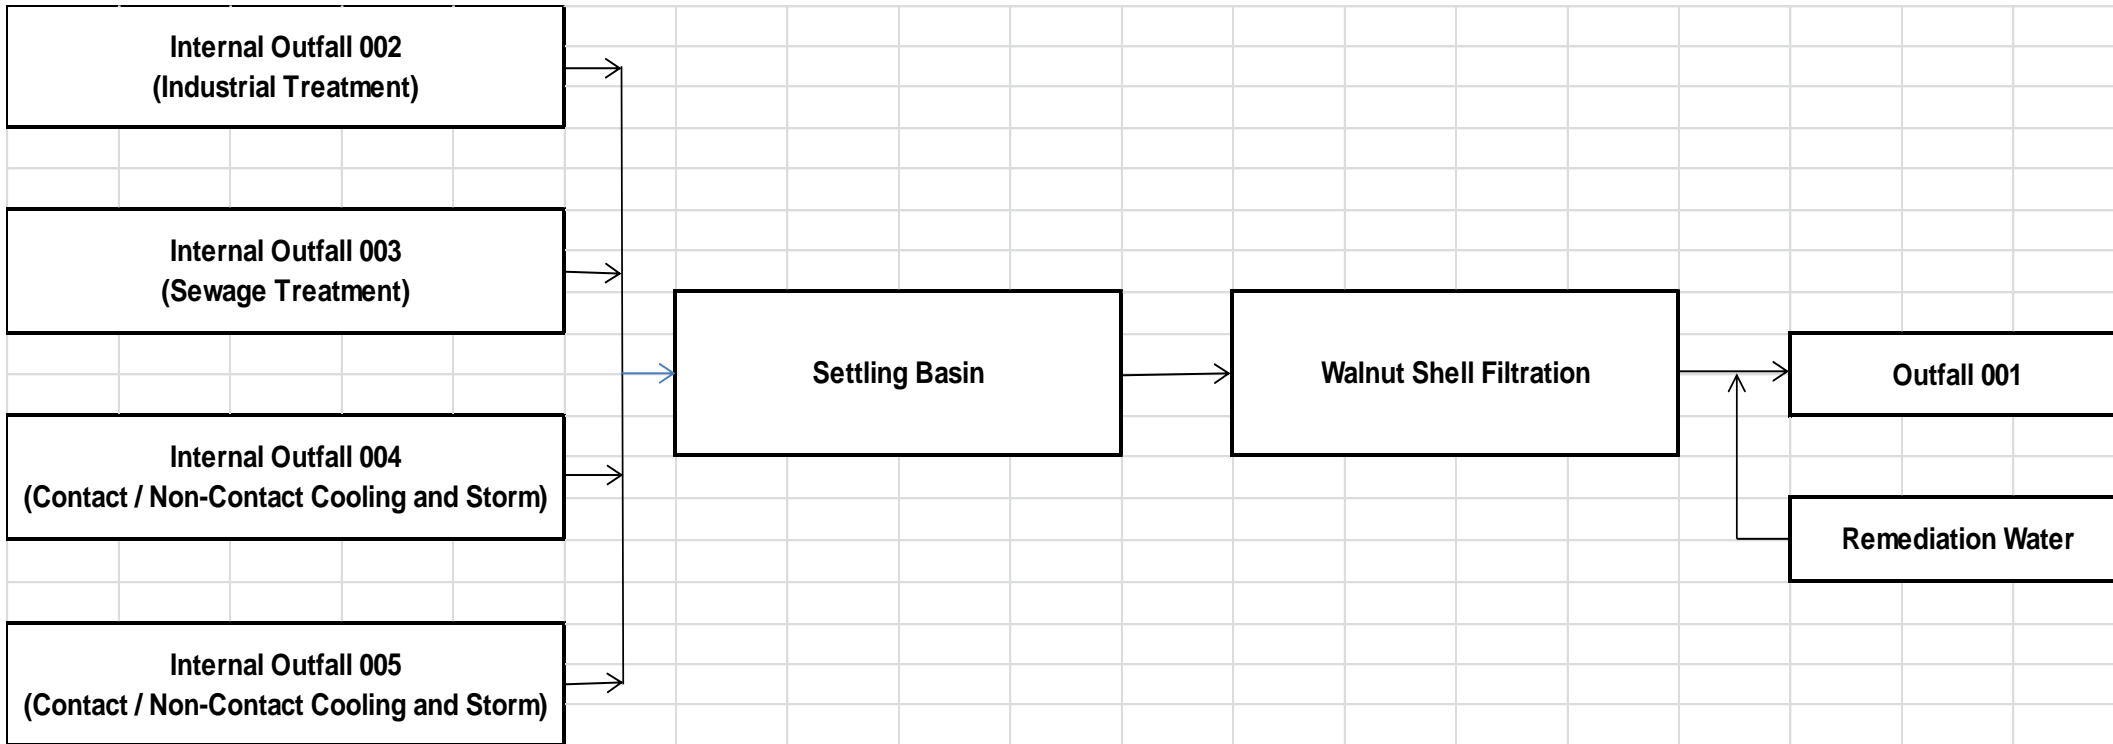 Internal Outfall 002
(Industrial Treatment)
Internal Outfall 003
(Sewage Treatment)
Internal Outfall 004
(Contact / Non-Contact Cooling and Storm)
Internal Outfall 005
(Contact / Non-Contact Cooling and Storm)
Settling Basin
Walnut Shell Filtration
Outfall 001
Remediation Water